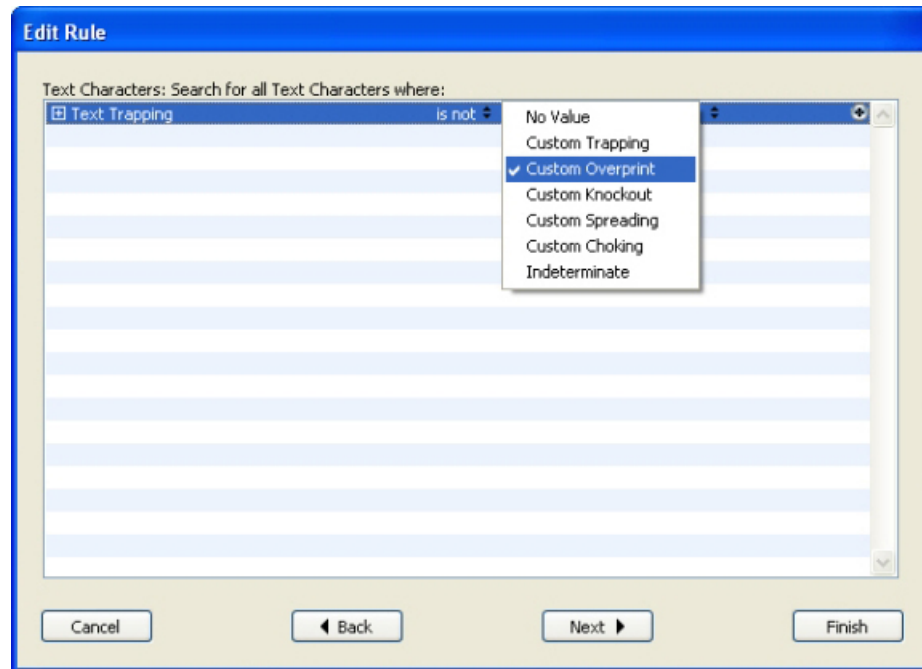 Edit Rule
Text Characters: Search for all Text Characters where:
Text Trapping is not
No Value
Custom Trapping
Custom Overprint
Custom Knockout
Custom Spreading
Custom Choking
Indeterminate
Cancel Back Next Finish